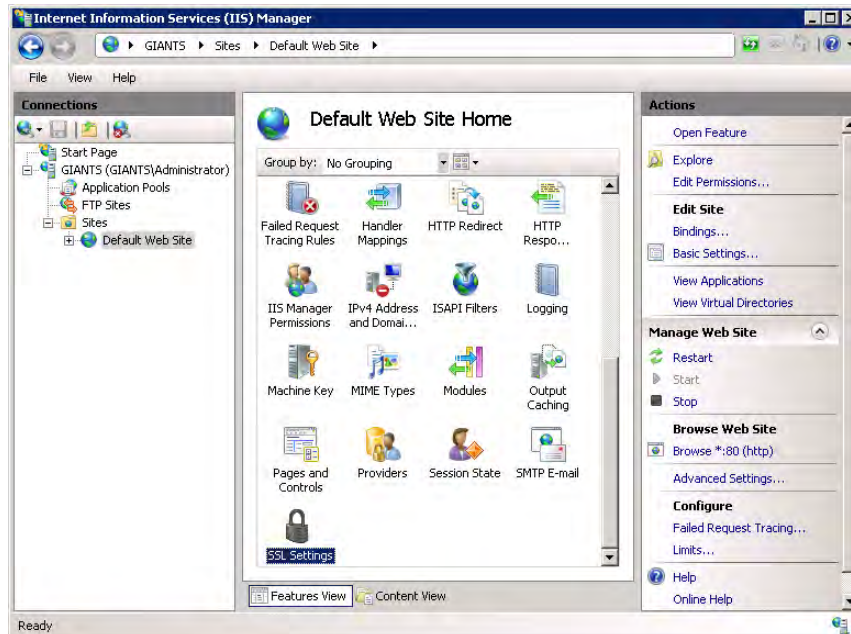 Internet Information Services (IIS) Manager
GIANTS Sites Default Web Site
File View Help
Connections
Start Page
GIANTS (GIANTS\Administrator)
Application Pools
FTP Sites
Sites
Default Web Site
Default Web Site Home
Group by: No Grouping
Failed Request
Tracing Rules
Handler
Mappings
HTTP Redirect
HTTP
Respo...
IIS Manager
Permissions
IPv4 Address
and Domai...
ISAPI Filters
Logging
Machine Key
MIME Types
Modules
Output
Caching
Pages and
Controls
Providers
Session State
SMTP E-mail
SSL Settings
Features View
Content View
Actions
Open Feature
Explore
Edit Permissions...
Edit Site
Bindings...
Basic Settings...
View Applications
View Virtual Directories
Manage Web Site
Restart
Start
Stop
Browse Web Site
Browse *:80 (http)
Advanced Settings...
Configure
Failed Request Tracing...
Limits...
Help
Online Help
Ready